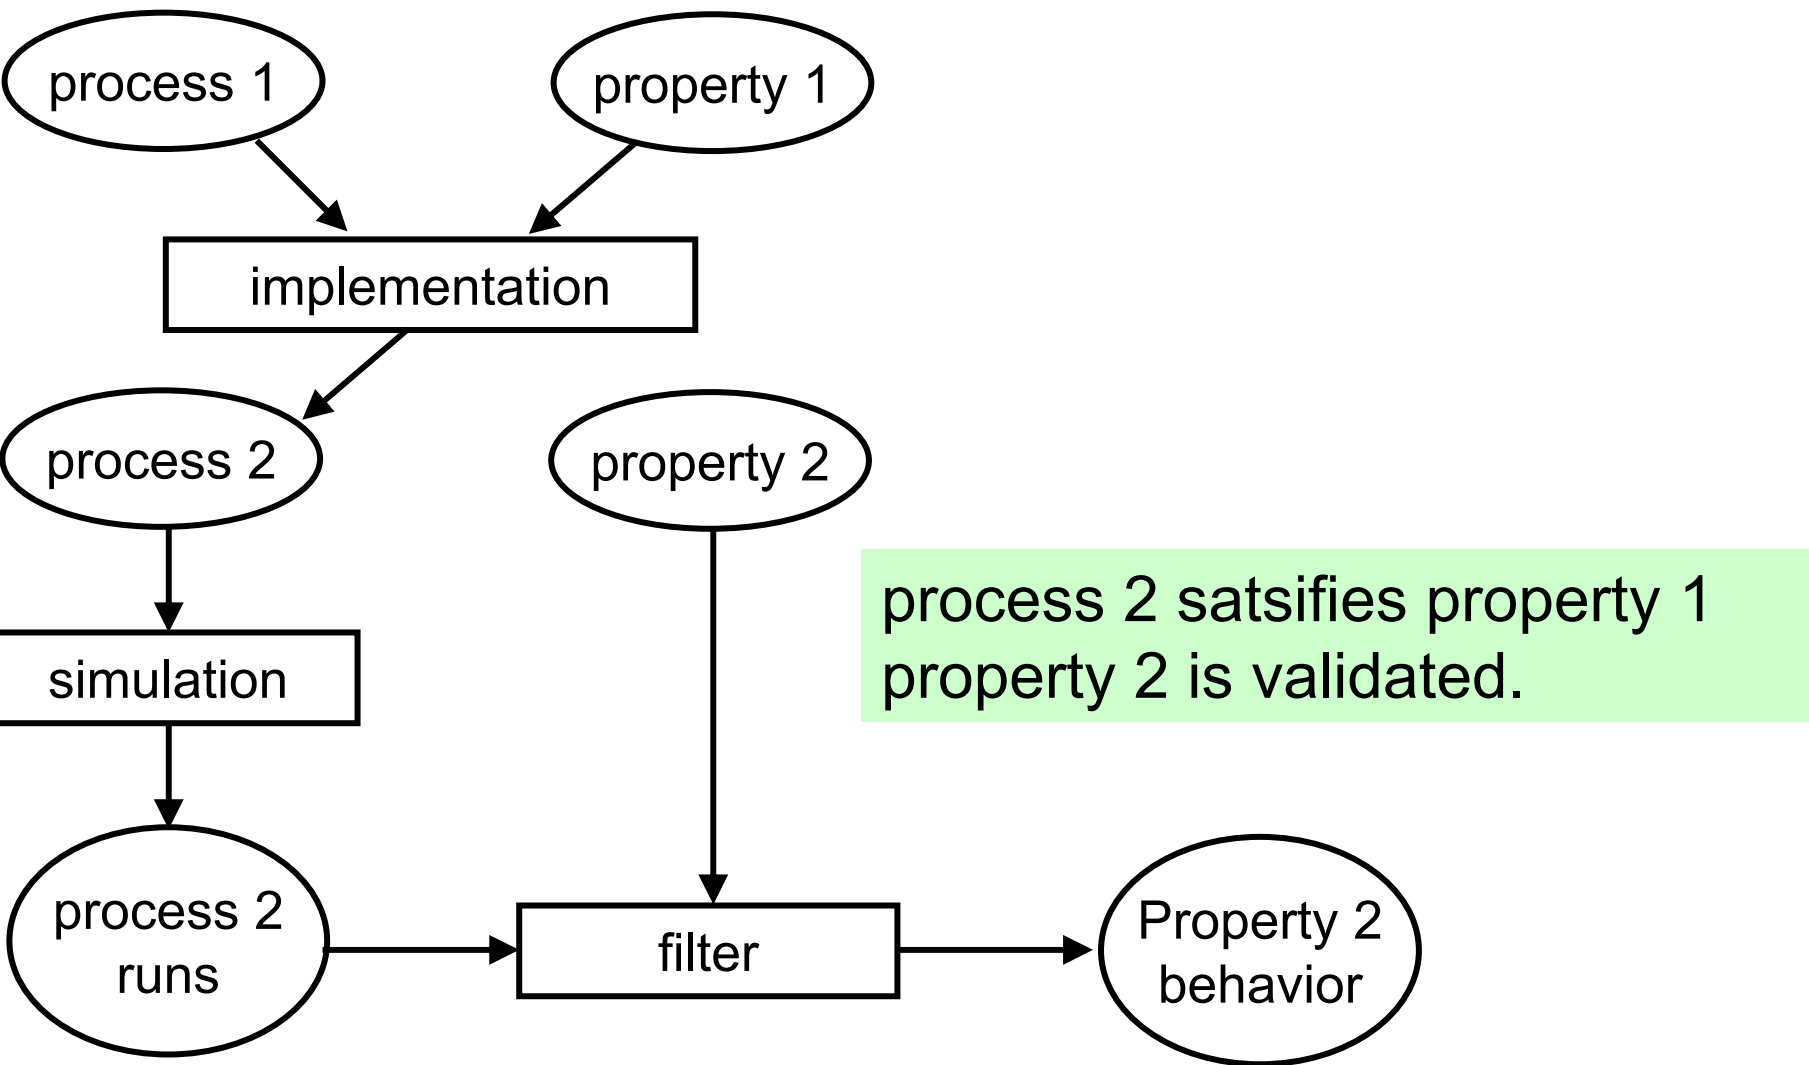 process 1
property 1
implementation
process 2
property 2
process 2 satsifies property 1
property 2 is validated.
simulation
process 2
runs
filter
Property 2
behavior